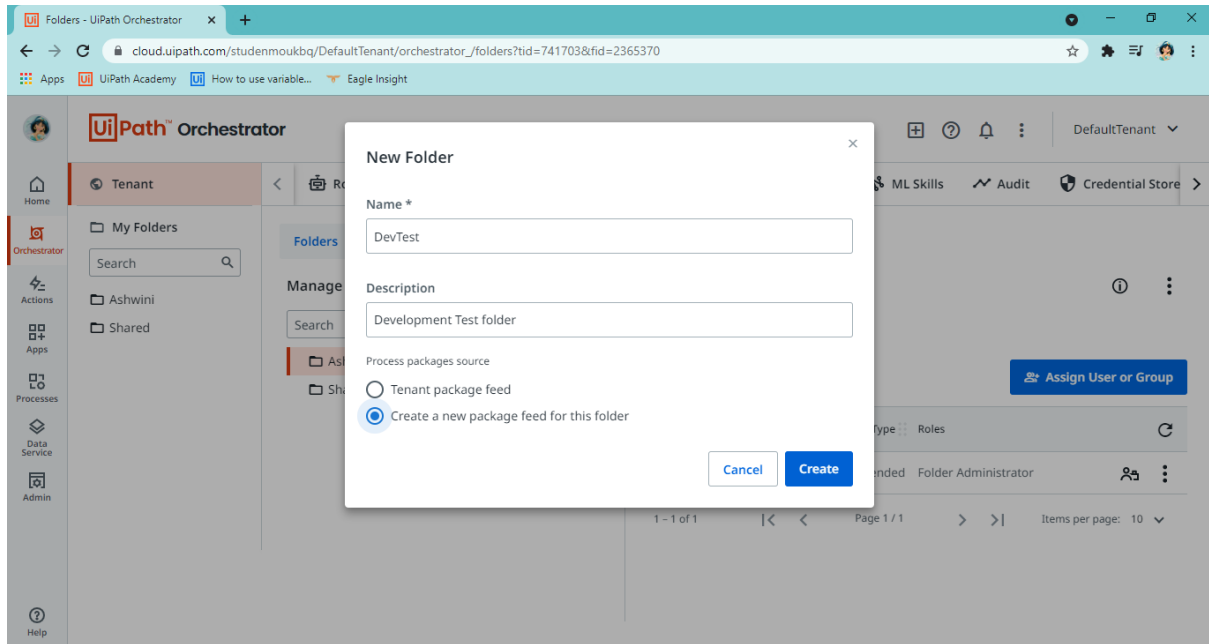 Folders - UiPath Orchestrator
cloud.uipath.com/studenmoukbq/DefaultTenant/orchestrator_/folders?tid=741703&fid=2365370
Apps
UiPath Academy
How to use variable...
Eagle Insight
UiPath™ Orchestrator
DefaultTenant
Home
Orchestrator
Actions
Apps
Processes
Data
Service
Admin
Help
Tenant
My Folders
Search
Ashwini
Shared
ML Skills
Audit
Credential Store
Folders
Manage
Search
New Folder
Name *
DevTest
Description
Development Test folder
Process packages source
Tenant package feed
Create a new package feed for this folder
Cancel
Create
Assign User or Group
Type
Roles
Folder Administrator
1 – 1 of 1
Page 1 / 1
Items per page: 10